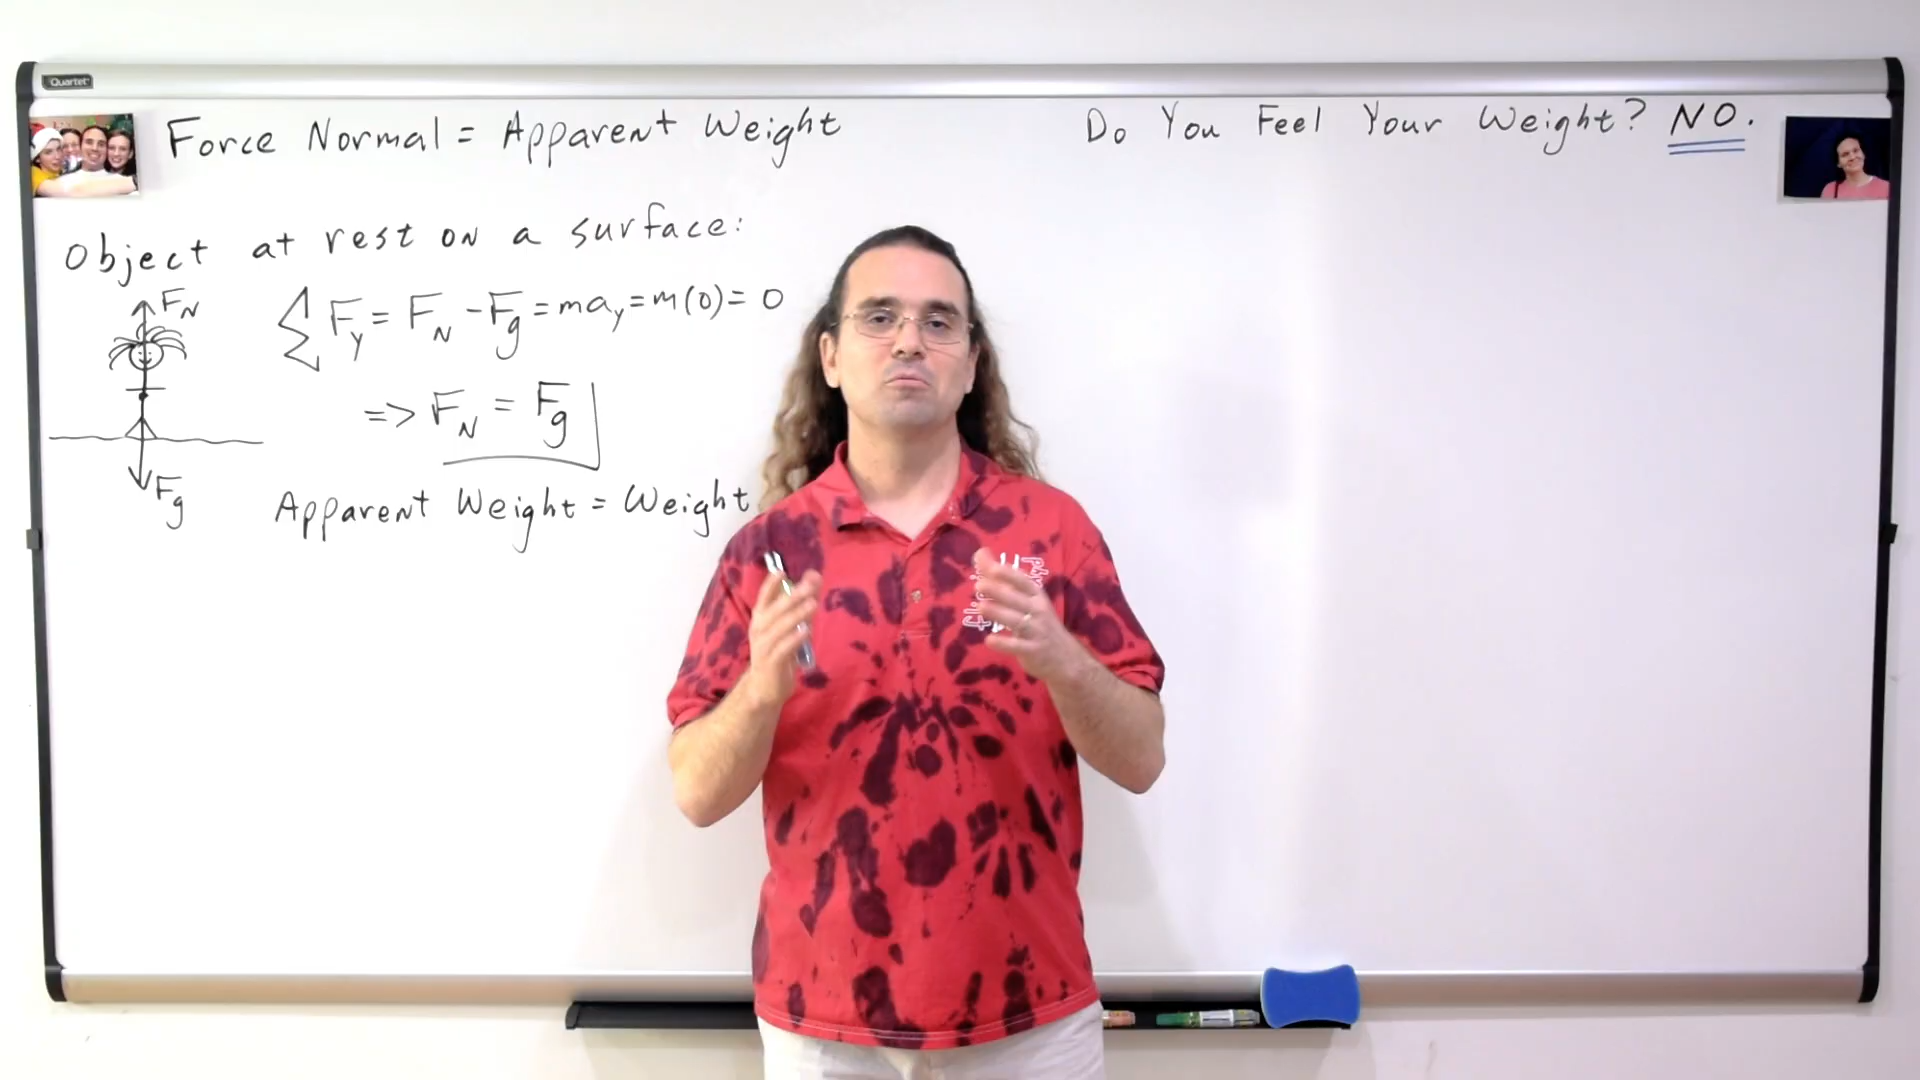 Quartet
Force Normal = Apparent Weight
Do You Feel Your Weight? NO.
Object at rest on a surface:
F_N
ΣF_y = F_N - F_g = ma_y = m(0) = 0
=> F_N = F_g
F_g
Apparent Weight = Weight